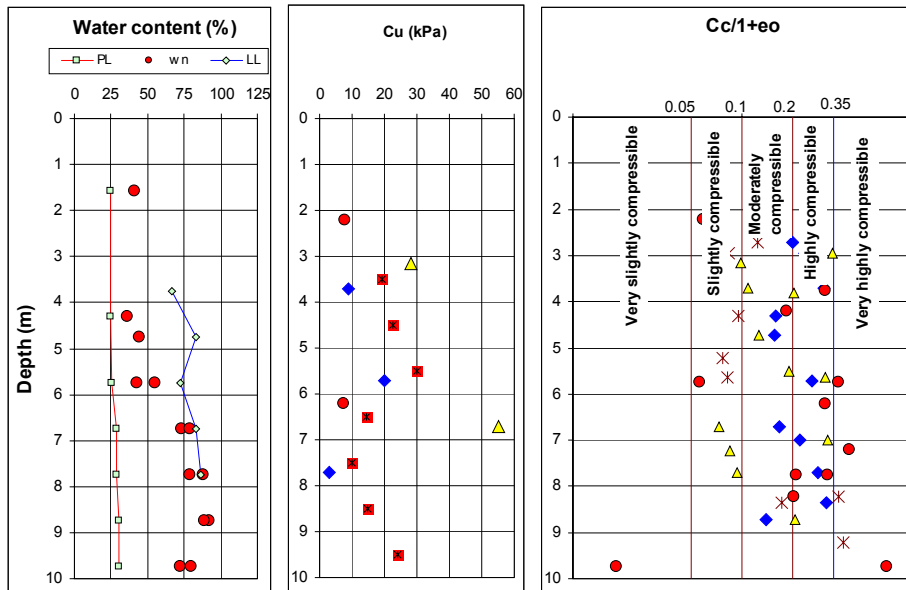 Water content (%)
PL wn LL
0 25 50 75 100 125
Depth (m)
0
1
2
3
4
5
6
7
8
9
10
Cu (kPa)
0 10 20 30 40 50 60
0
1
2
3
4
5
6
7
8
9
10
Cc/1+eo
0.05 0.1 0.2 0.35
0
1
2
3
4
5
6
7
8
9
10
Very slightly compressible
Slightly compressible
Moderately
compressible
Highly compressible
Very highly compressible